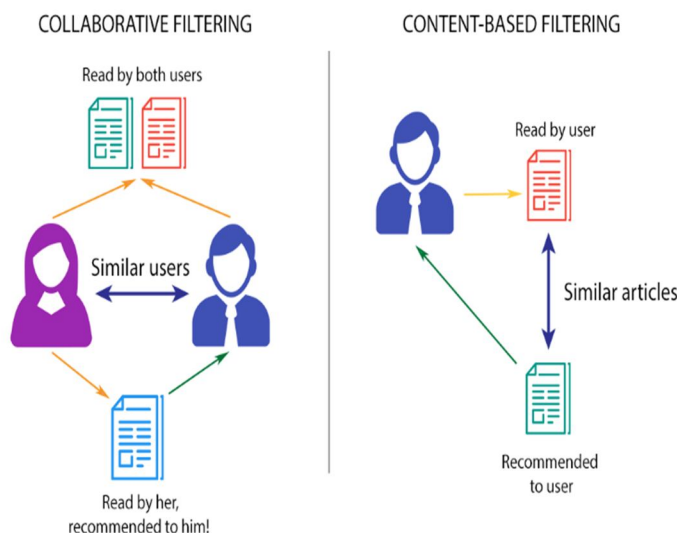 COLLABORATIVE FILTERING
Read by both users
Similar users
Read by her,
recommended to him!
CONTENT-BASED FILTERING
Read by user
Similar articles
Recommended
to user